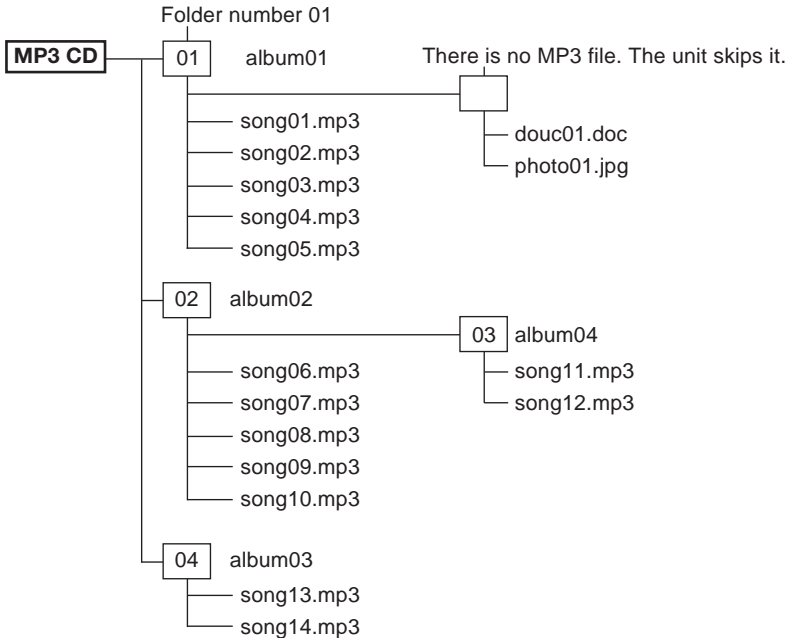 Folder number 01
MP3 CD
01 album01
There is no MP3 file. The unit skips it.
song01.mp3
douc01.doc
song02.mp3
photo01.jpg
song03.mp3
song04.mp3
song05.mp3
02 album02
03 album04
song06.mp3
song11.mp3
song07.mp3
song12.mp3
song08.mp3
song09.mp3
song10.mp3
04 album03
song13.mp3
song14.mp3